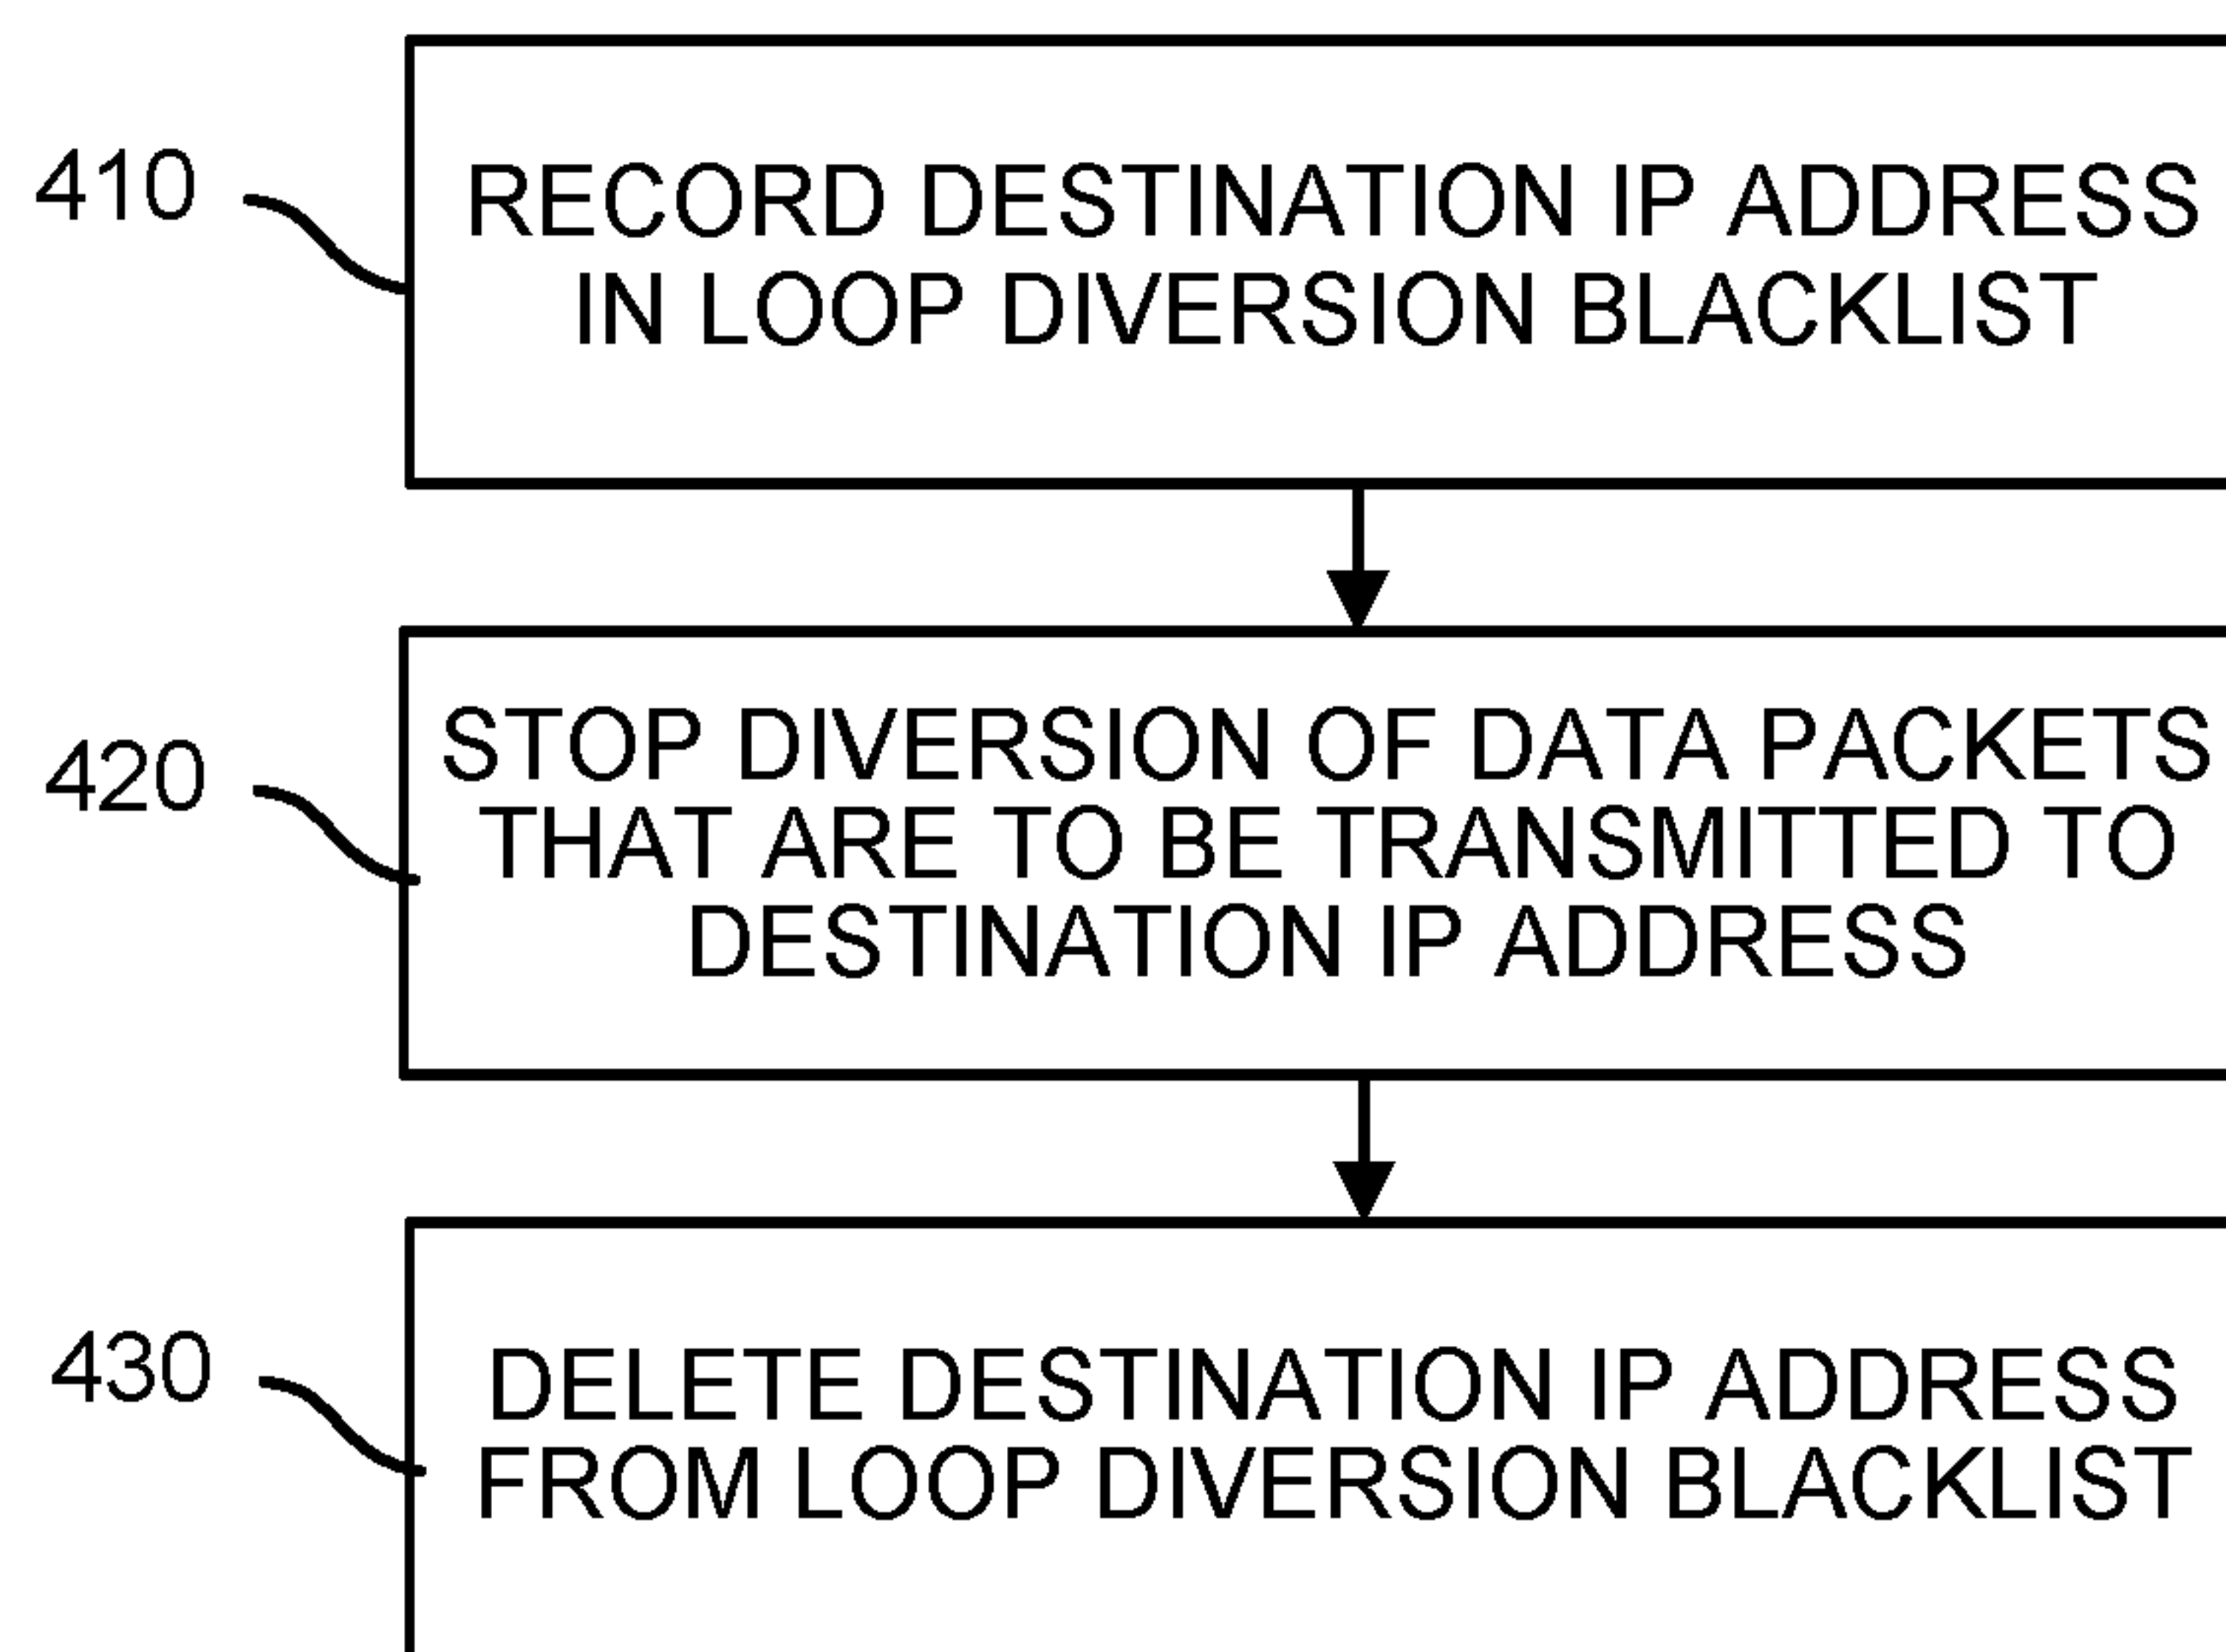 410
RECORD DESTINATION IP ADDRESS
IN LOOP DIVERSION BLACKLIST
420
STOP DIVERSION OF DATA PACKETS
THAT ARE TO BE TRANSMITTED TO
DESTINATION IP ADDRESS
430
DELETE DESTINATION IP ADDRESS
FROM LOOP DIVERSION BLACKLIST